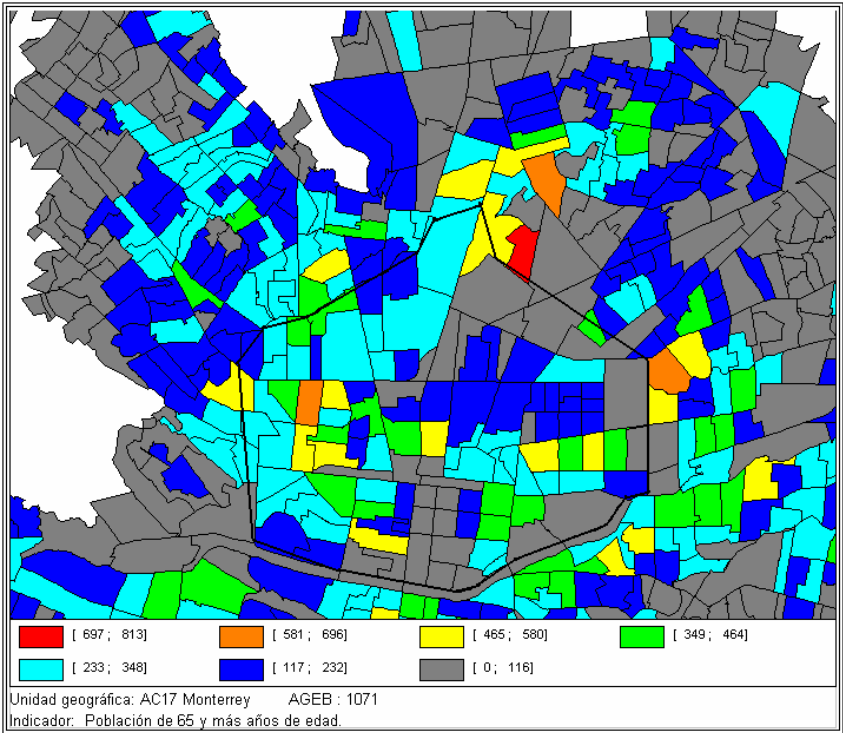 [ 697 ; 813] [ 581 ; 696] [ 465 ; 580] [ 349 ; 464]
[ 233 ; 348] [ 117 ; 232] [ 0 ; 116]
Unidad geográfica: AC17 Monterrey AGEB : 1071
Indicador: Población de 65 y más años de edad.